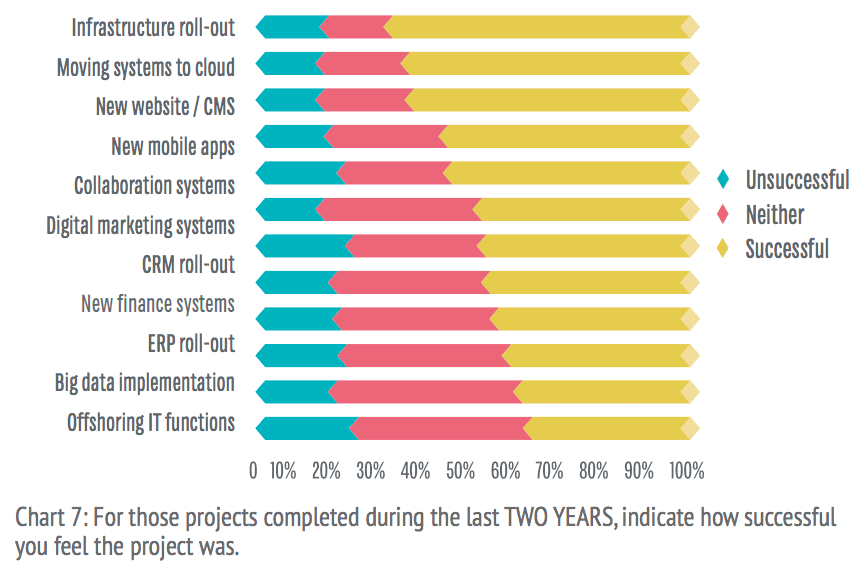 Infrastructure roll-out
Moving systems to cloud
New website / CMS
New mobile apps
Collaboration systems
Digital marketing systems
CRM roll-out
New finance systems
ERP roll-out
Big data implementation
Offshoring IT functions
Unsuccessful
Neither
Successful
0 10% 20% 30% 40% 50% 60% 70% 80% 90% 100%
Chart 7: For those projects completed during the last TWO YEARS, indicate how successful
you feel the project was.